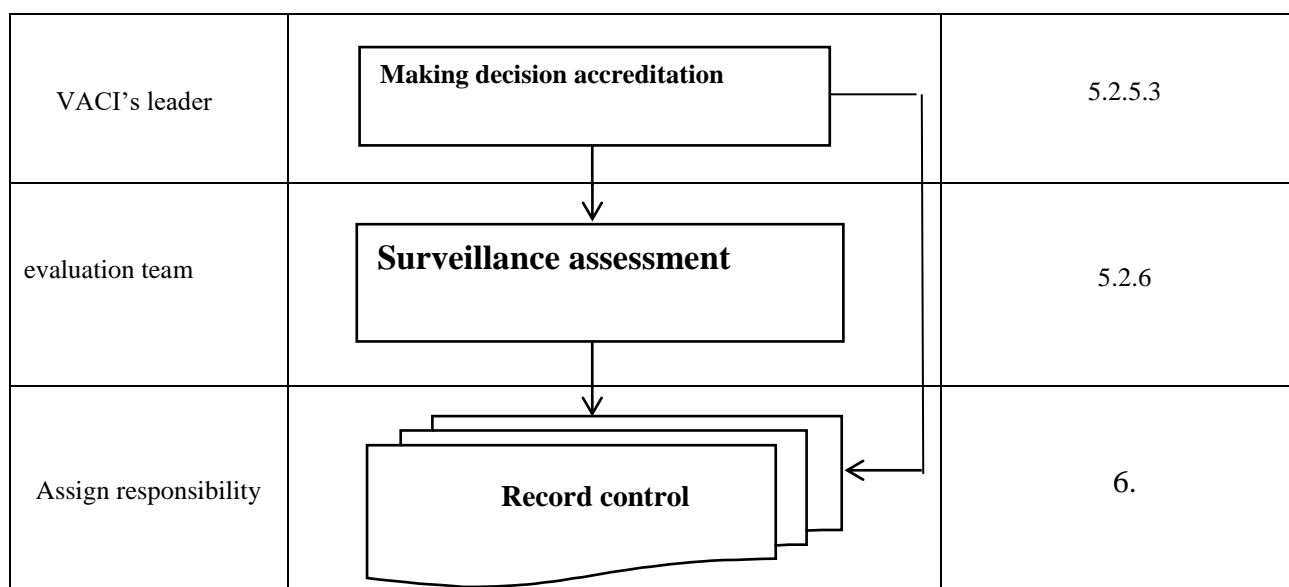 VACI’s leader
Making decision accreditation
5.2.5.3
evaluation team
Surveillance assessment
5.2.6
Assign responsibility
Record control
6.